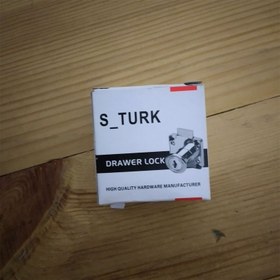 S_TURK
DRAWER LOCK
HIGH QUALITY HARDWARE MANUFACTURER